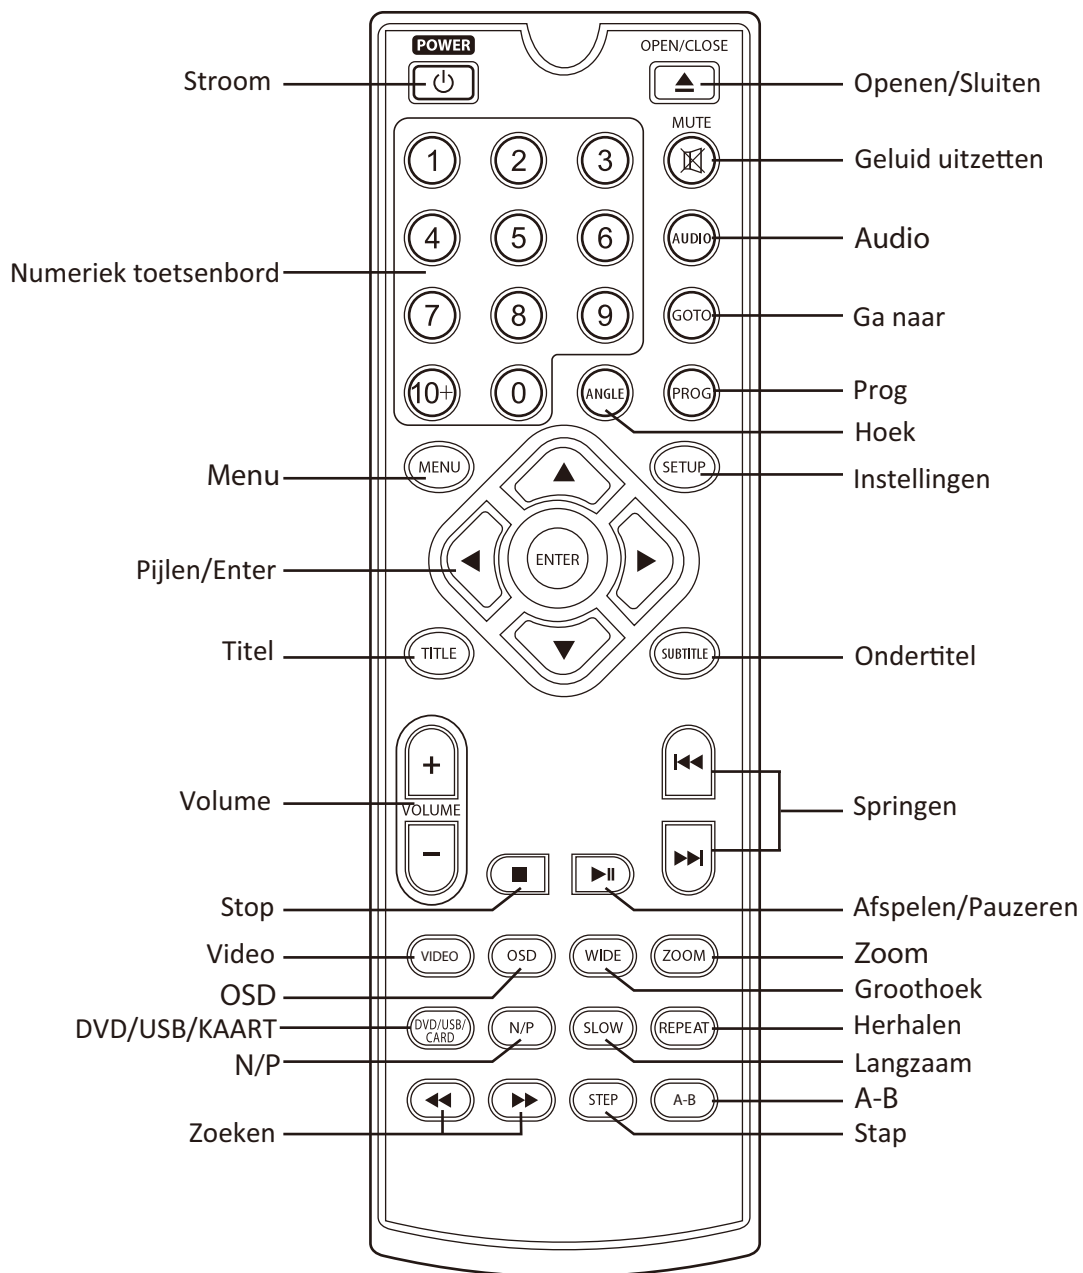 POWER
OPEN/CLOSE
Stroom
Openen/Sluiten
MUTE
1 2 3
Geluid uitzetten
4 5 6
AUDIO
Audio
Numeriek toetsenbord
7 8 9
GOTO
Ga naar
10+ 0
ANGLE
PROG
Prog
Hoek
Menu
MENU
SETUP
Instellingen
Pijlen/Enter
ENTER
Titel
TITLE
SUBTITLE
Ondertitel
+
Volume
VOLUME
Springen
−
Stop
Afspelen/Pauzeren
Video
VIDEO
OSD
WIDE
ZOOM
Zoom
OSD
Groothoek
DVD/USB/KAART
DVD/USB/
CARD
N/P
SLOW
REPEAT
Herhalen
N/P
Langzaam
STEP
A-B
A-B
Zoeken
Stap